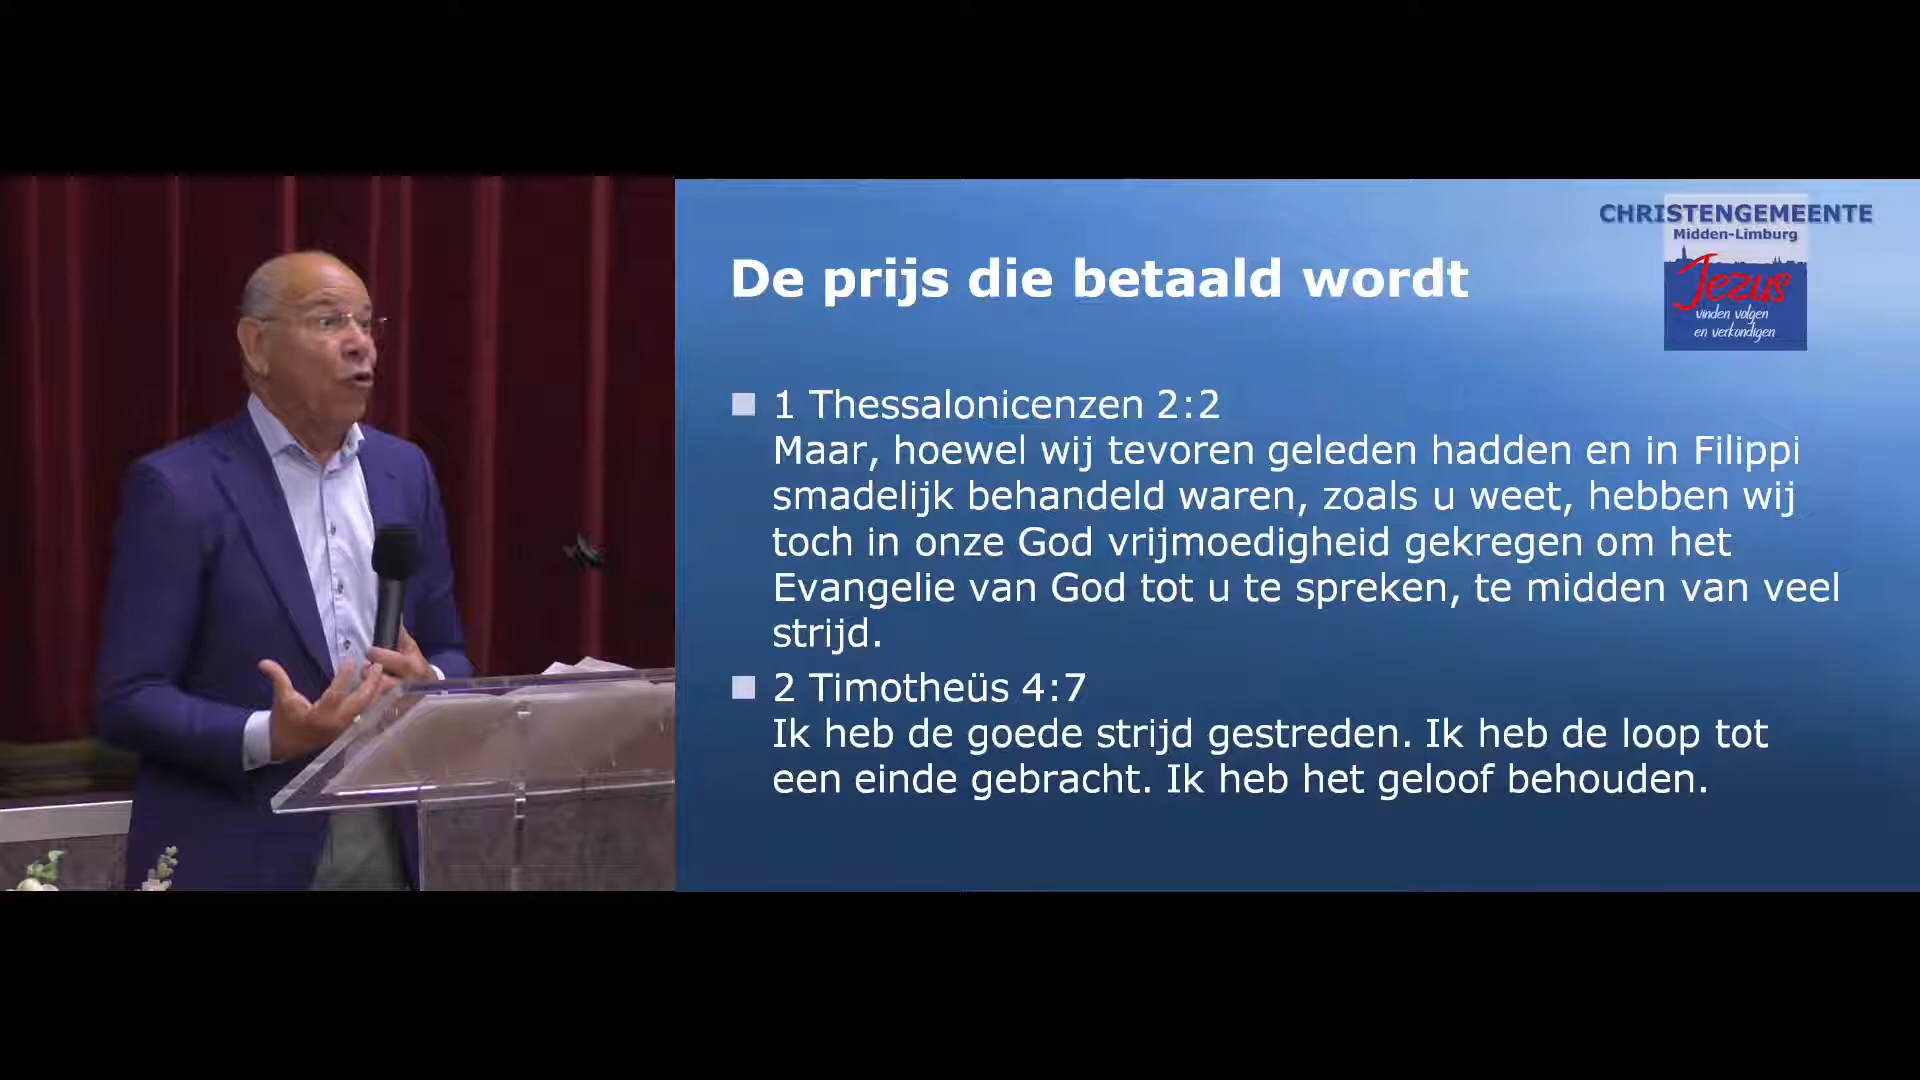 CHRISTENGEMEENTE
Midden-Limburg
Jezus
vinden volgen
en verkondigen
De prijs die betaald wordt
1 Thessalonicenzen 2:2
Maar, hoewel wij tevoren geleden hadden en in Filippi
smadelijk behandeld waren, zoals u weet, hebben wij
toch in onze God vrijmoedigheid gekregen om het
Evangelie van God tot u te spreken, te midden van veel
strijd.
2 Timotheüs 4:7
Ik heb de goede strijd gestreden. Ik heb de loop tot
een einde gebracht. Ik heb het geloof behouden.